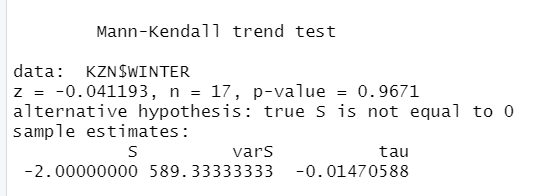 Mann-Kendall trend test
data: KZN$WINTER
z = -0.041193, n = 17, p-value = 0.9671
alternative hypothesis: true S is not equal to 0
sample estimates:
S varS tau
-2.00000000 589.33333333 -0.01470588